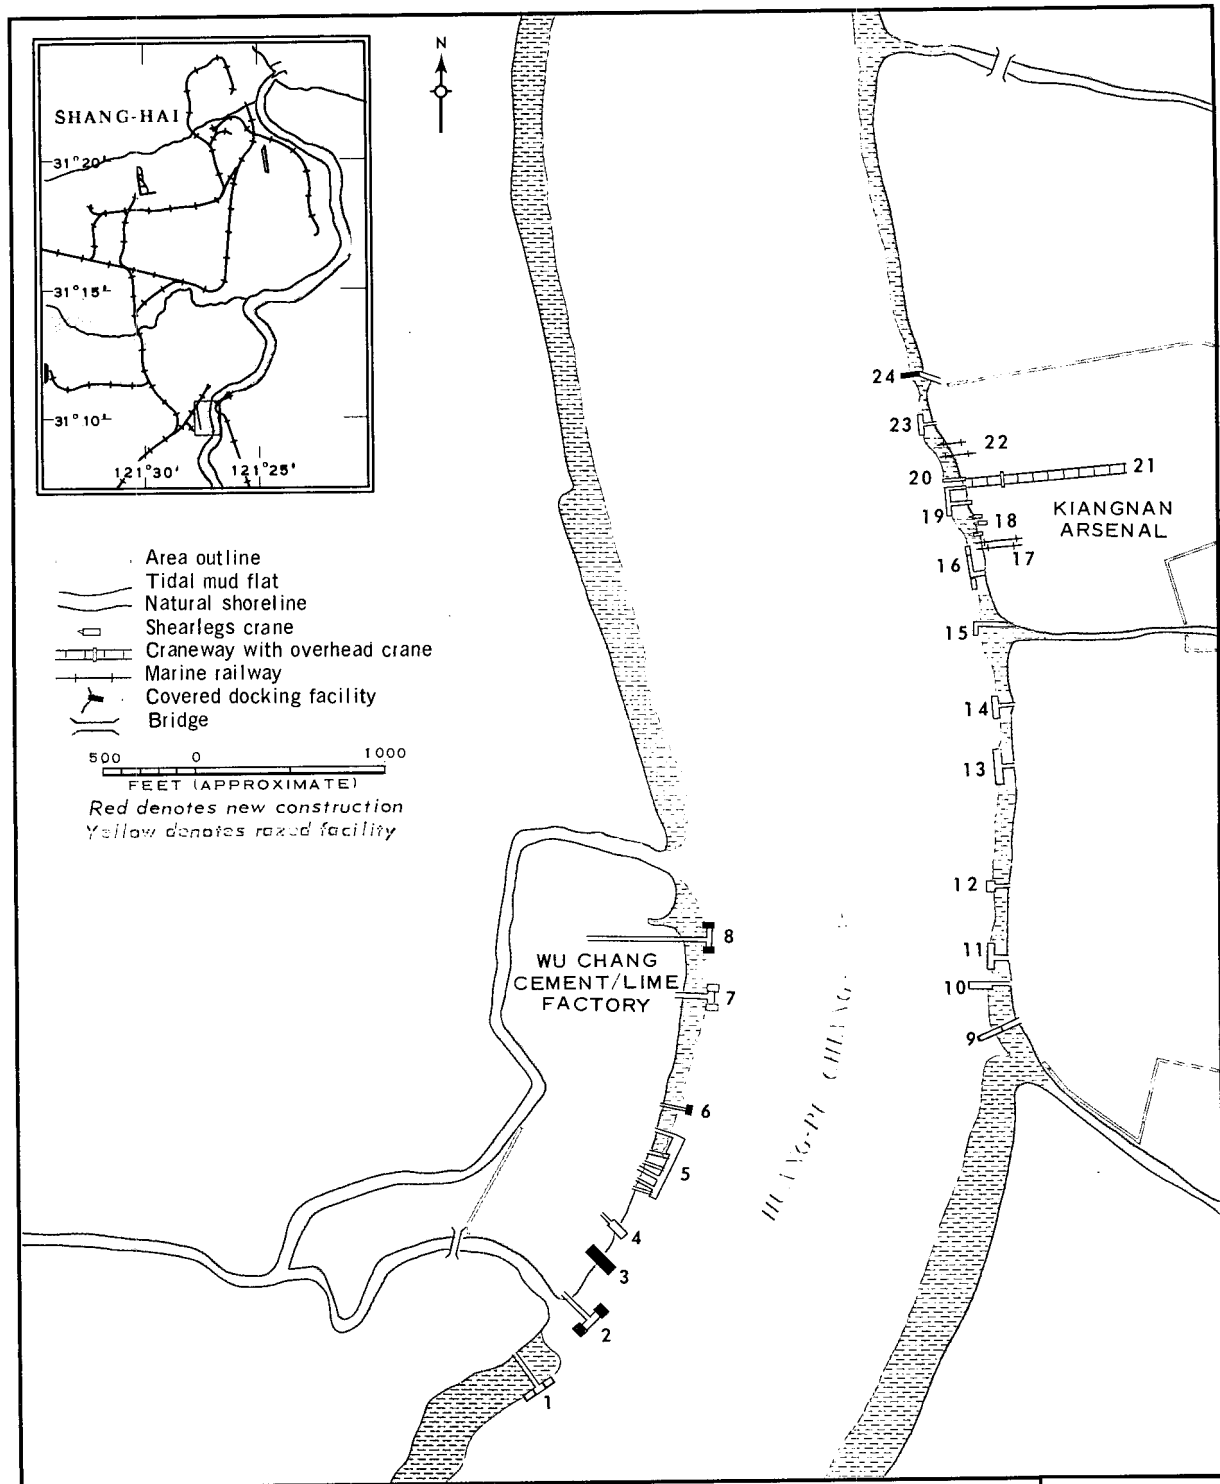 N
SHANG-HAI
31°20'
31°15'
31°10'
121°30'
121°25'
Area outline
Tidal mud flat
Natural shoreline
Shearlegs crane
Craneway with overhead crane
Marine railway
Covered docking facility
Bridge
500 0 1000
FEET (APPROXIMATE)
Red denotes new construction
Yellow denotes razed facility
24
23
22
20
21
KIANGNAN
ARSENAL
19
18
17
16
15
14
13
12
11
10
9
8
WU CHANG
CEMENT/LIME
FACTORY
7
6
5
4
3
2
1